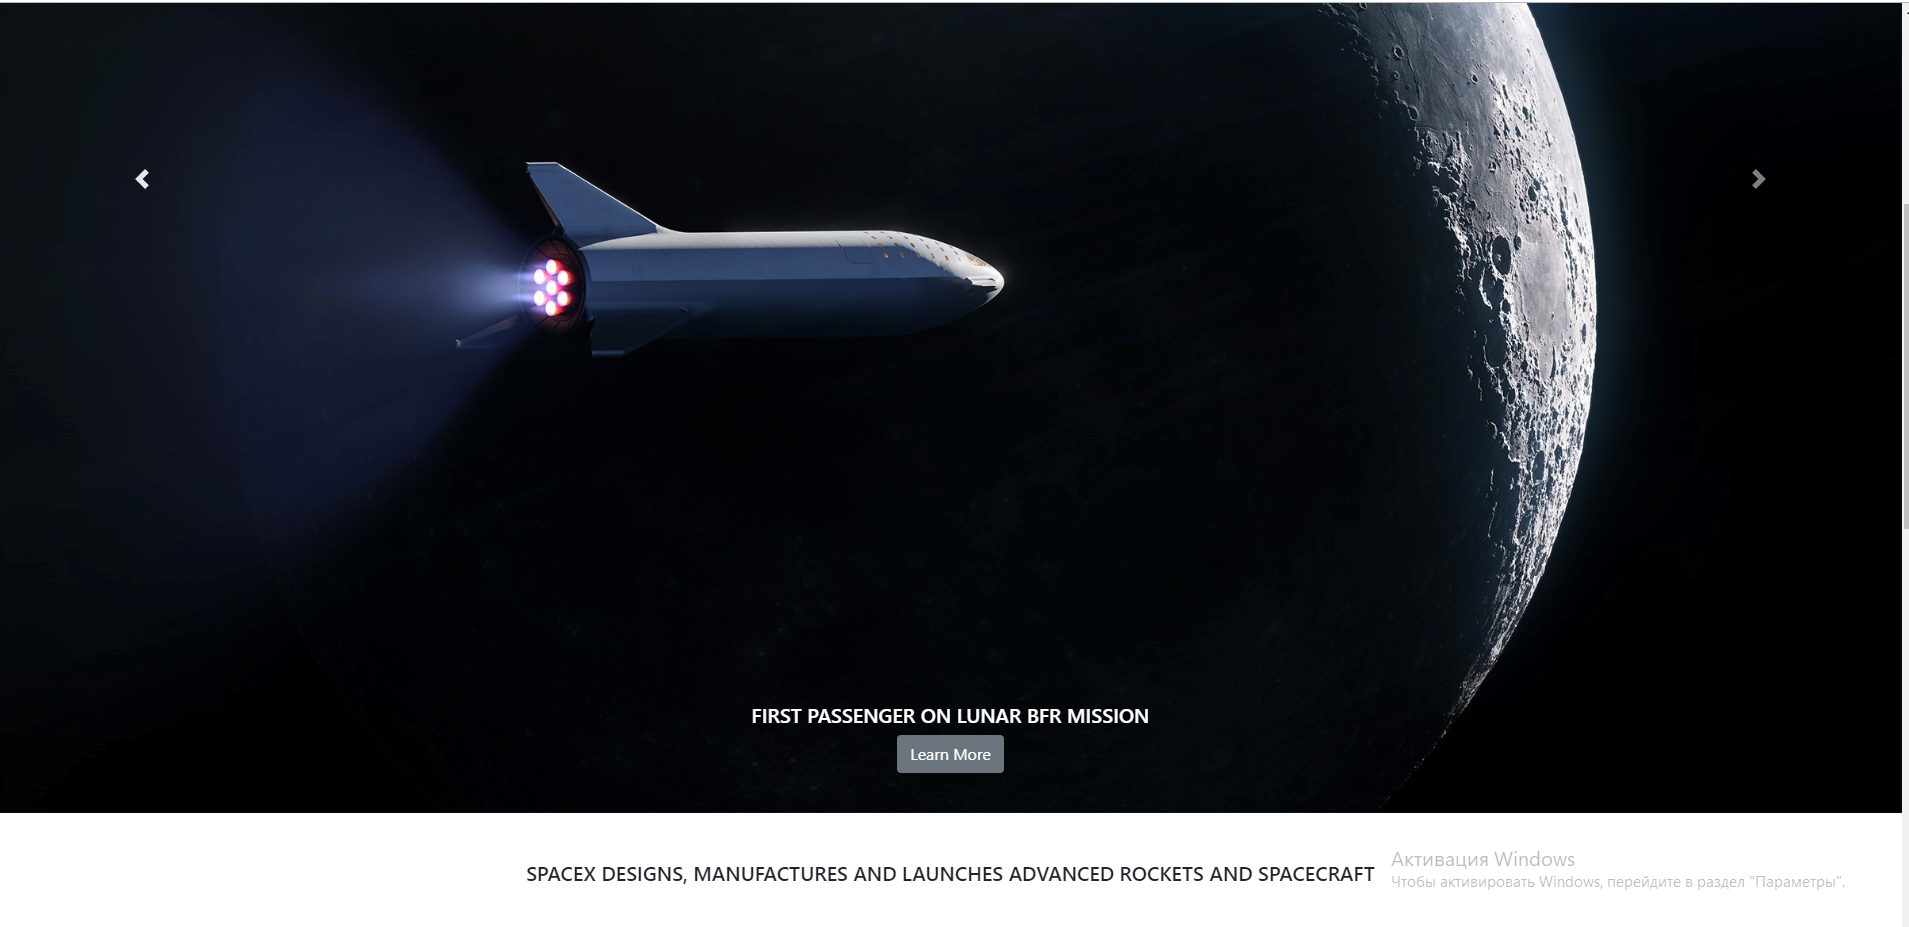 FIRST PASSENGER ON LUNAR BFR MISSION
Learn More
SPACEX DESIGNS, MANUFACTURES AND LAUNCHES ADVANCED ROCKETS AND SPACECRAFT
Активация Windows
Чтобы активировать Windows, перейдите в раздел "Параметры".